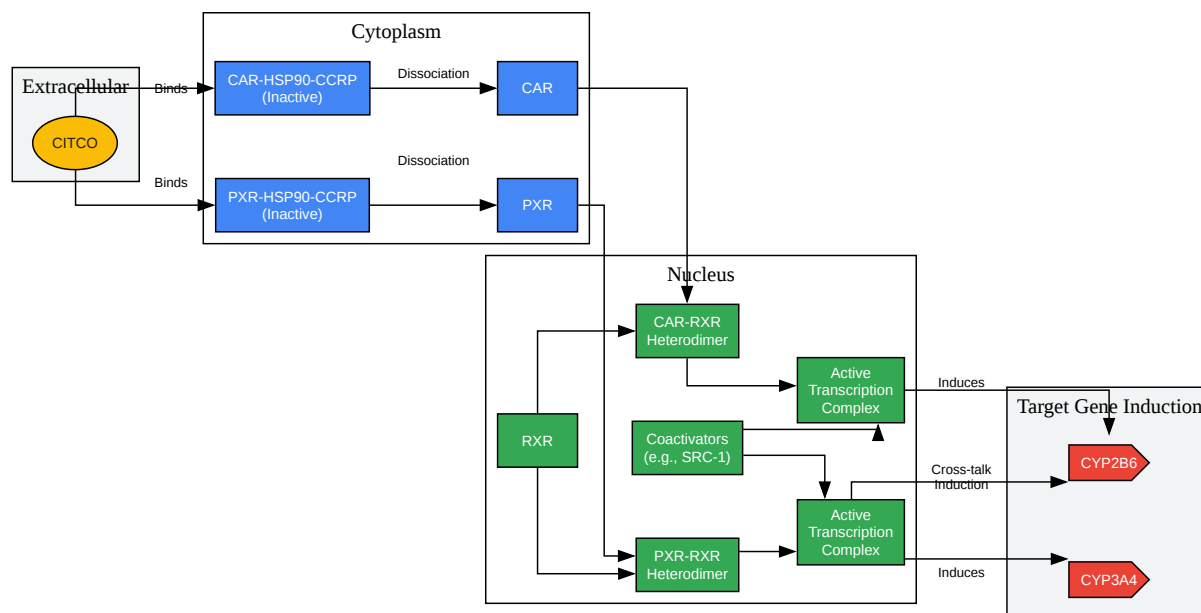 Cytoplasm
Extracellular
Binds
CAR-HSP90-CCRP
(Inactive)
Dissociation
CAR
CITCO
Binds
PXR-HSP90-CCRP
(Inactive)
Dissociation
PXR
Nucleus
CAR-RXR
Heterodimer
Active
Transcription
Complex
Induces
Target Gene Induction
RXR
Coactivators
(e.g., SRC-1)
Cross-talk
Induction
CYP2B6
Active
Transcription
Complex
PXR-RXR
Heterodimer
Induces
CYP3A4